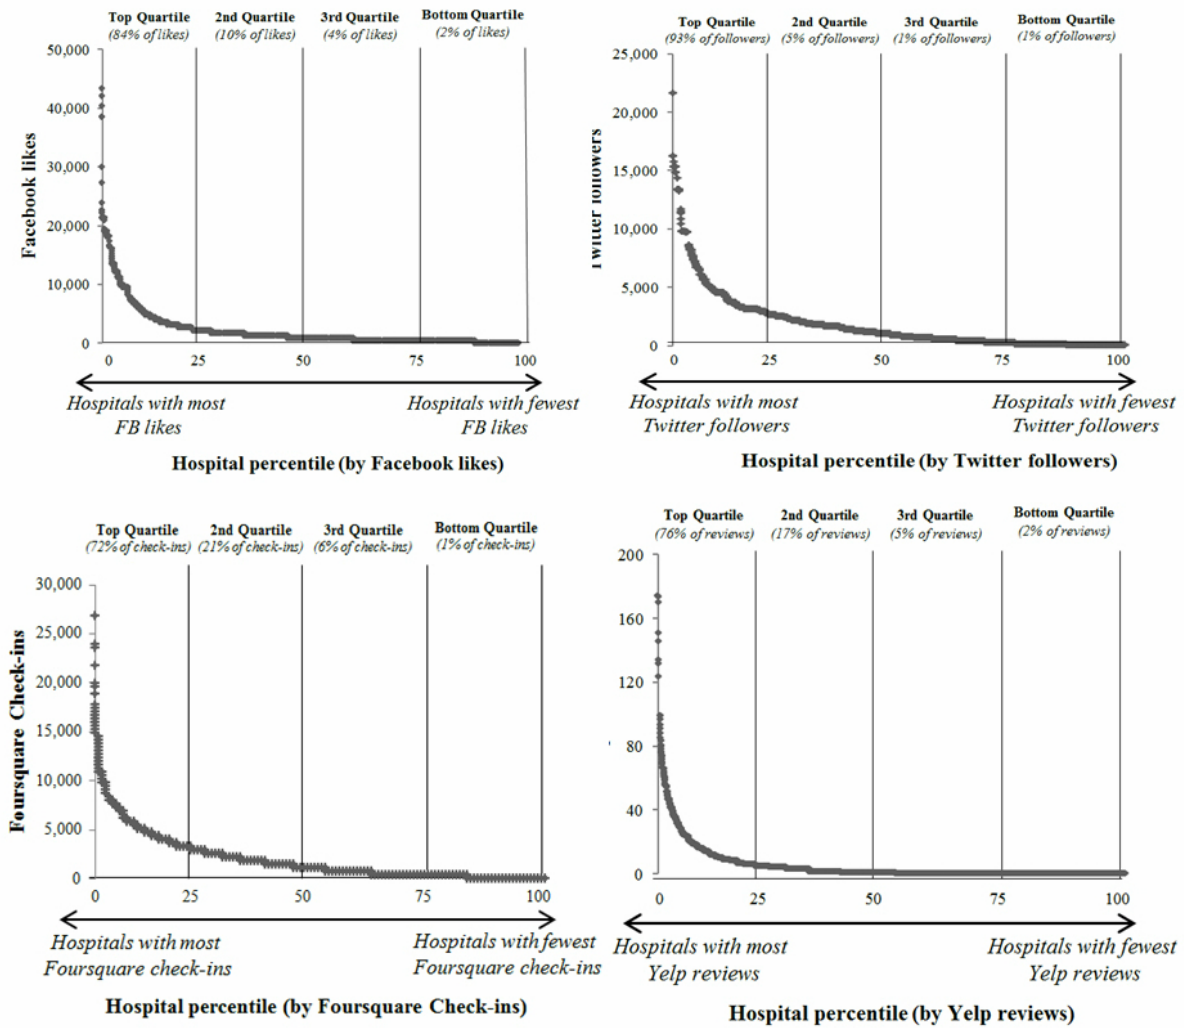 Top Quartile 2nd Quartile 3rd Quartile Bottom Quartile
(84% of likes) (10% of likes) (4% of likes) (2% of likes)
50,000
40,000
30,000
20,000
10,000
0
Facebook likes
0 25 50 75 100
Hospitals with most Hospitals with fewest
FB likes FB likes
Hospital percentile (by Facebook likes)
Top Quartile 2nd Quartile 3rd Quartile Bottom Quartile
(93% of followers) (5% of followers) (1% of followers) (1% of followers)
25,000
20,000
15,000
10,000
5,000
0
Twitter followers
0 25 50 75 100
Hospitals with most Hospitals with fewest
Twitter followers Twitter followers
Hospital percentile (by Twitter followers)
Top Quartile 2nd Quartile 3rd Quartile Bottom Quartile
(72% of check-ins) (21% of check-ins) (6% of check-ins) (1% of check-ins)
30,000
25,000
20,000
15,000
10,000
5,000
0
Foursquare Check-ins
0 25 50 75 100
Hospitals with most Hospitals with fewest
Foursquare check-ins Foursquare check-ins
Hospital percentile (by Foursquare Check-ins)
Top Quartile 2nd Quartile 3rd Quartile Bottom Quartile
(76% of reviews) (17% of reviews) (5% of reviews) (2% of reviews)
200
160
120
80
40
0
0 25 50 75 100
Hospitals with most Hospitals with fewest
Yelp reviews Yelp reviews
Hospital percentile (by Yelp reviews)